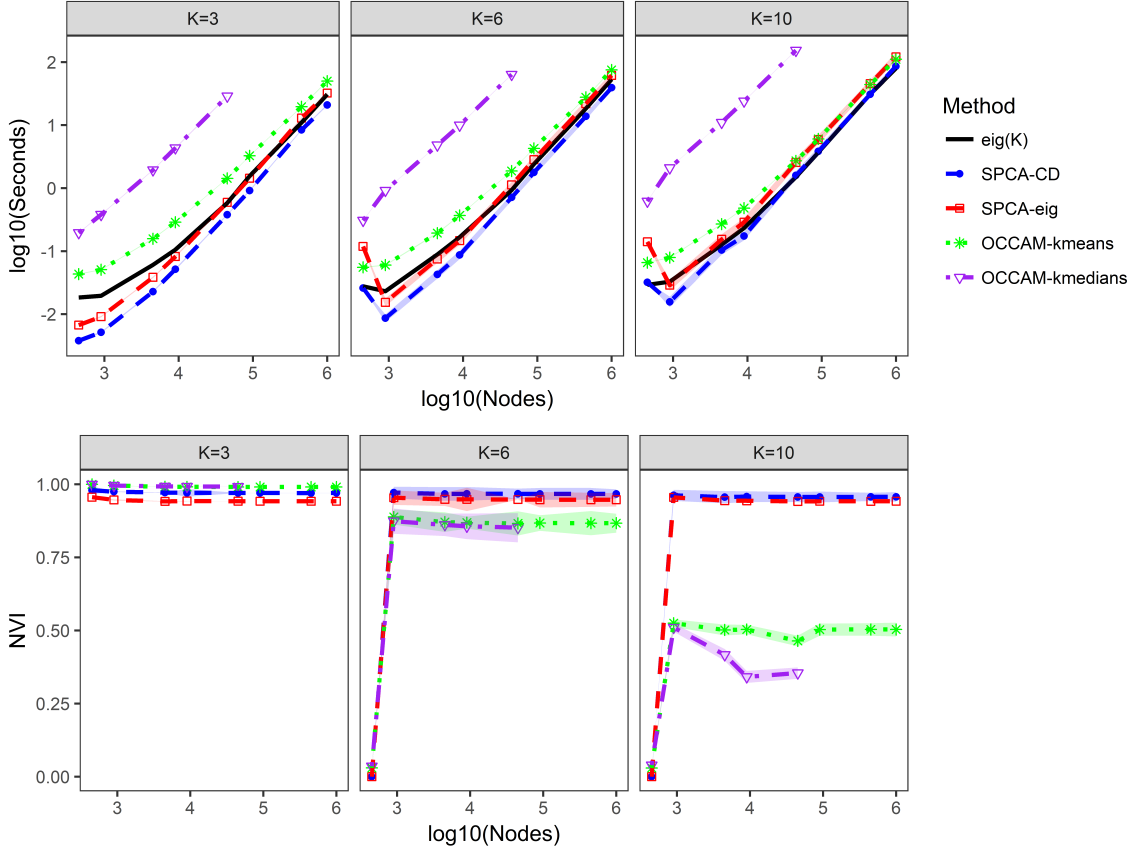 K=3 K=6 K=10
2
1
0
-1
-2
log10(Seconds)
3 4 5 6 3 4 5 6 3 4 5 6
log10(Nodes)
Method
eig(K)
SPCA-CD
SPCA-eig
OCCAM-kmeans
OCCAM-kmedians
K=3 K=6 K=10
1.00
0.75
0.50
0.25
0.00
NVI
3 4 5 6 3 4 5 6 3 4 5 6
log10(Nodes)